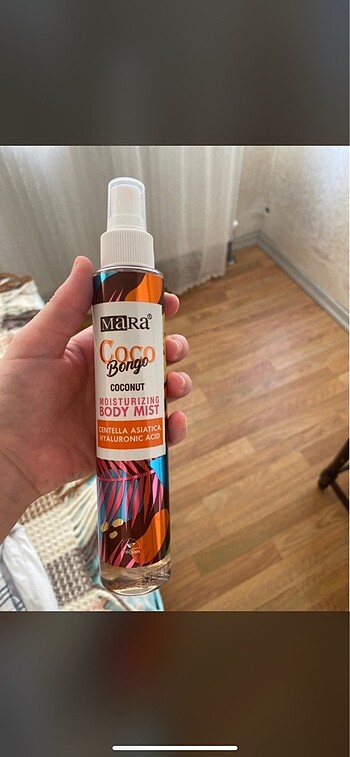 MaRa®
Coco
Bongo
COCONUT
MOISTURIZING
BODY MIST
CENTELLA ASIATICA
HYALURONIC ACID